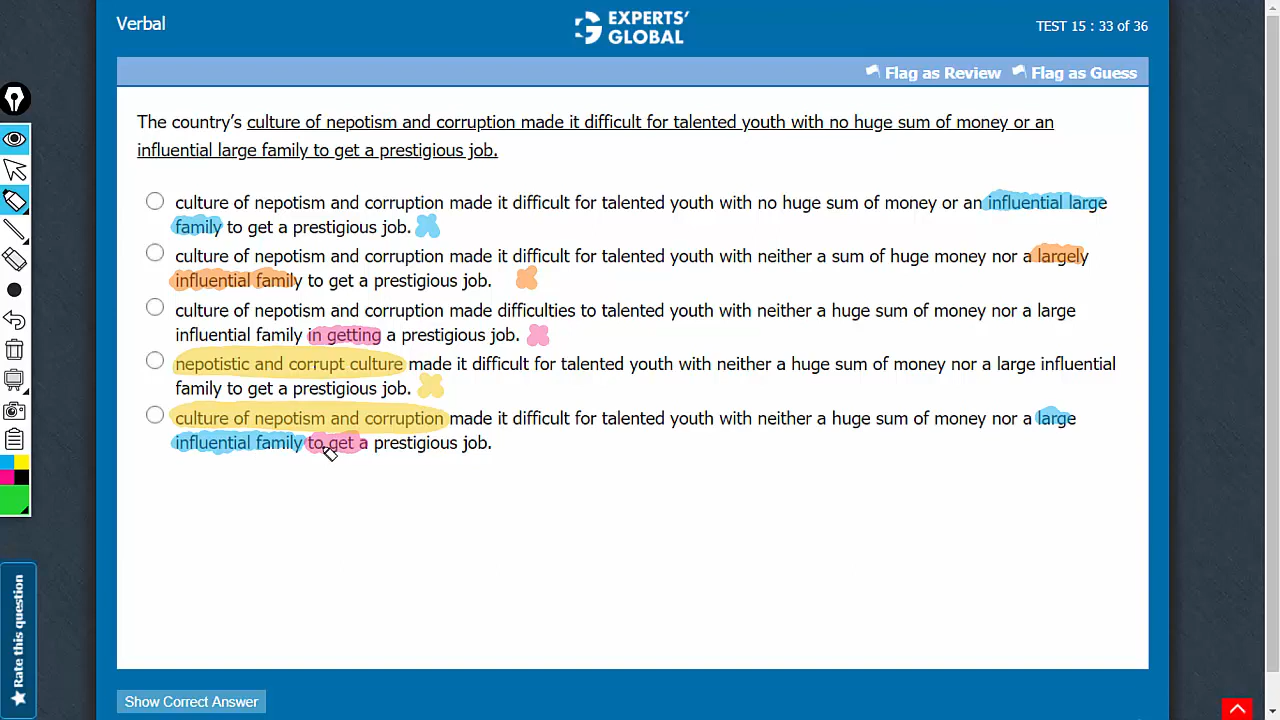 Verbal
EXPERTS'
GLOBAL
TEST 15 : 33 of 36
Flag as Review
Flag as Guess
The country's culture of nepotism and corruption made it difficult for talented youth with no huge sum of money or an
influential large family to get a prestigious job.
culture of nepotism and corruption made it difficult for talented youth with no huge sum of money or an influential large
family to get a prestigious job.
culture of nepotism and corruption made it difficult for talented youth with neither a sum of huge money nor a largely
influential family to get a prestigious job.
culture of nepotism and corruption made difficulties to talented youth with neither a huge sum of money nor a large
influential family in getting a prestigious job.
nepotistic and corrupt culture made it difficult for talented youth with neither a huge sum of money nor a large influential
family to get a prestigious job.
culture of nepotism and corruption made it difficult for talented youth with neither a huge sum of money nor a large
influential family to get a prestigious job.
Rate this question
Show Correct Answer